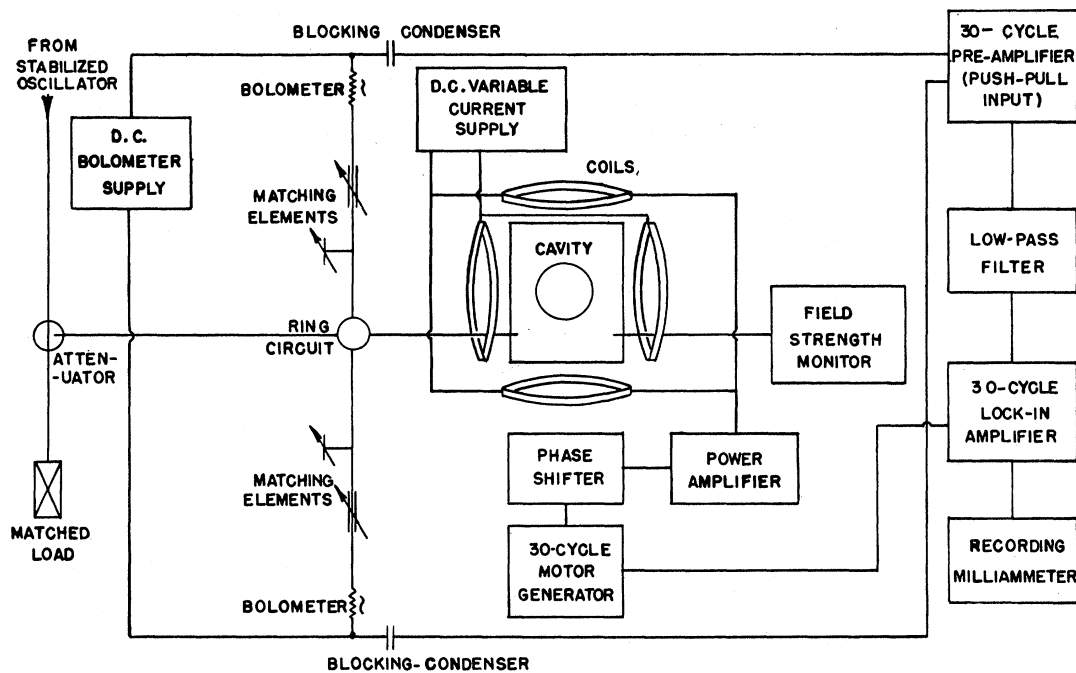 FROM
STABILIZED
OSCILLATOR
BLOCKING CONDENSER
BOLOMETER
D.C.
BOLOMETER
SUPPLY
D.C. VARIABLE
CURRENT
SUPPLY
30-CYCLE
PRE-AMPLIFIER
(PUSH-PULL
INPUT)
MATCHING
ELEMENTS
COILS,
CAVITY
LOW-PASS
FILTER
RING
CIRCUIT
ATTEN-
-UATOR
FIELD
STRENGTH
MONITOR
30-CYCLE
LOCK-IN
AMPLIFIER
MATCHING
ELEMENTS
PHASE
SHIFTER
POWER
AMPLIFIER
MATCHED
LOAD
30-CYCLE
MOTOR
GENERATOR
RECORDING
MILLIAMMETER
BOLOMETER
BLOCKING-CONDENSER